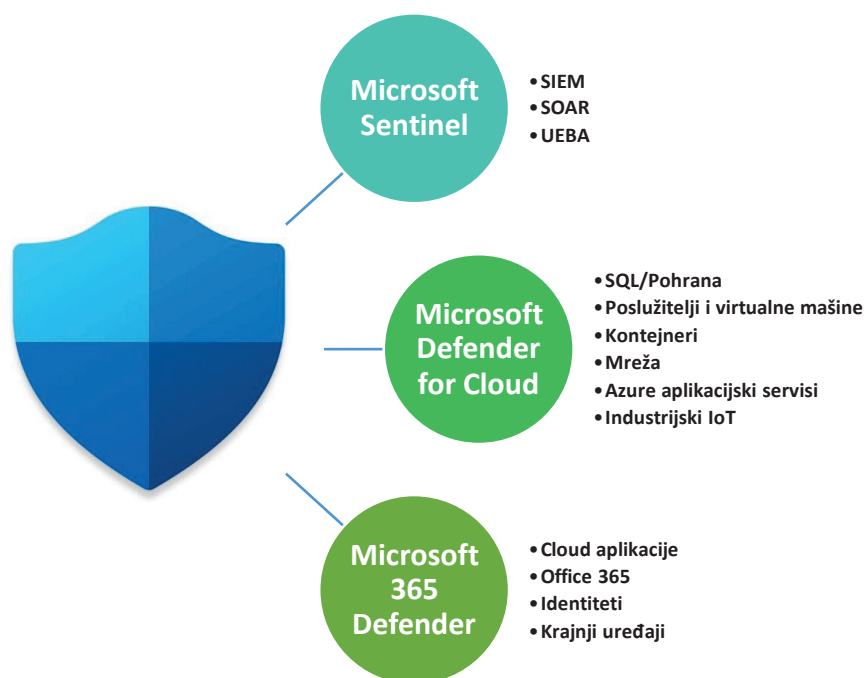 Microsoft
Sentinel
•SIEM
•SOAR
•UEBA
Microsoft
Defender
for Cloud
•SQL/Pohrana
•Poslužitelji i virtualne mašine
•Kontejneri
•Mreža
•Azure aplikacijski servisi
•Industrijski IoT
Microsoft
365
Defender
•Cloud aplikacije
•Office 365
•Identiteti
•Krajnji uređaji